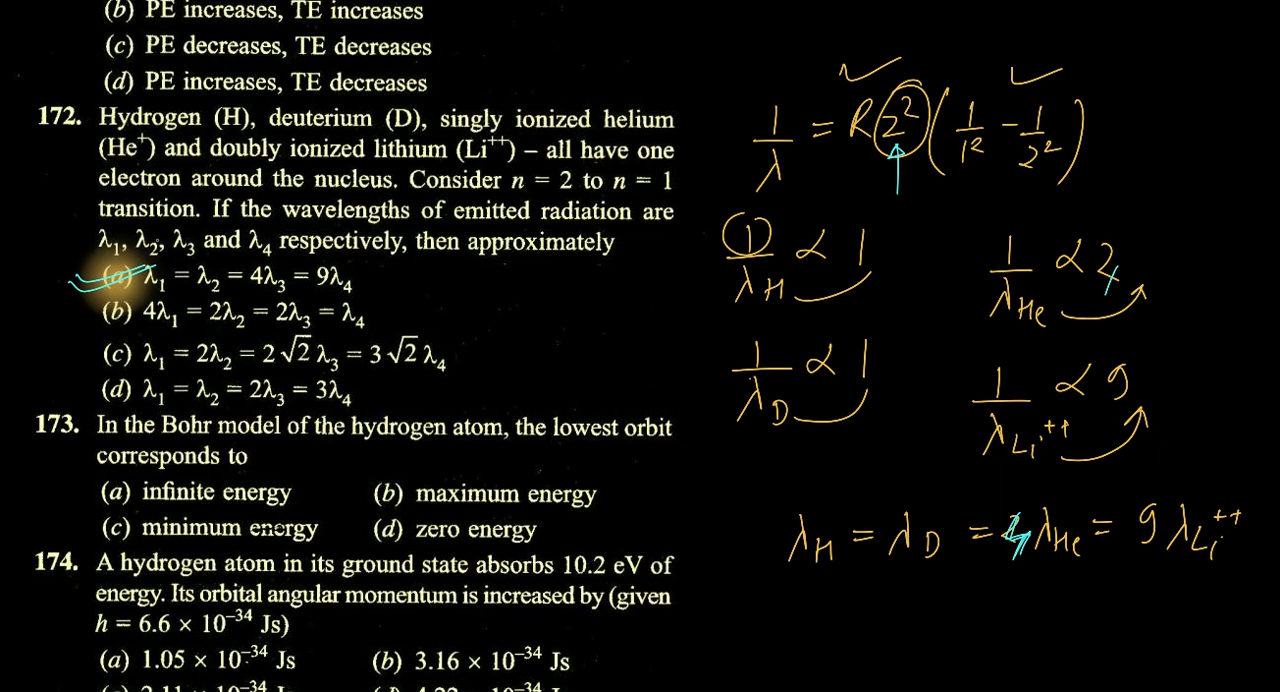 (b) PE increases, TE increases
(c) PE decreases, TE decreases
(d) PE increases, TE decreases
172. Hydrogen (H), deuterium (D), singly ionized helium
(He⁺) and doubly ionized lithium (Li⁺⁺) – all have one
electron around the nucleus. Consider n = 2 to n = 1
transition. If the wavelengths of emitted radiation are
λ₁, λ₂, λ₃ and λ₄ respectively, then approximately
(a) λ₁ = λ₂ = 4λ₃ = 9λ₄
(b) 4λ₁ = 2λ₂ = 2λ₃ = λ₄
(c) λ₁ = 2λ₂ = 2√2 λ₃ = 3√2 λ₄
(d) λ₁ = λ₂ = 2λ₃ = 3λ₄
173. In the Bohr model of the hydrogen atom, the lowest orbit
corresponds to
(a) infinite energy (b) maximum energy
(c) minimum energy (d) zero energy
174. A hydrogen atom in its ground state absorbs 10.2 eV of
energy. Its orbital angular momentum is increased by (given
h = 6.6 × 10⁻³⁴ Js)
(a) 1.05 × 10⁻³⁴ Js (b) 3.16 × 10⁻³⁴ Js
1/λ = RZ² (1/1² - 1/2²)
1/λH ∝ 1
1/λHe ∝ 4
1/λD ∝ 1
1/λLi⁺⁺ ∝ 9
λH = λD = 4λHe = 9λLi⁺⁺